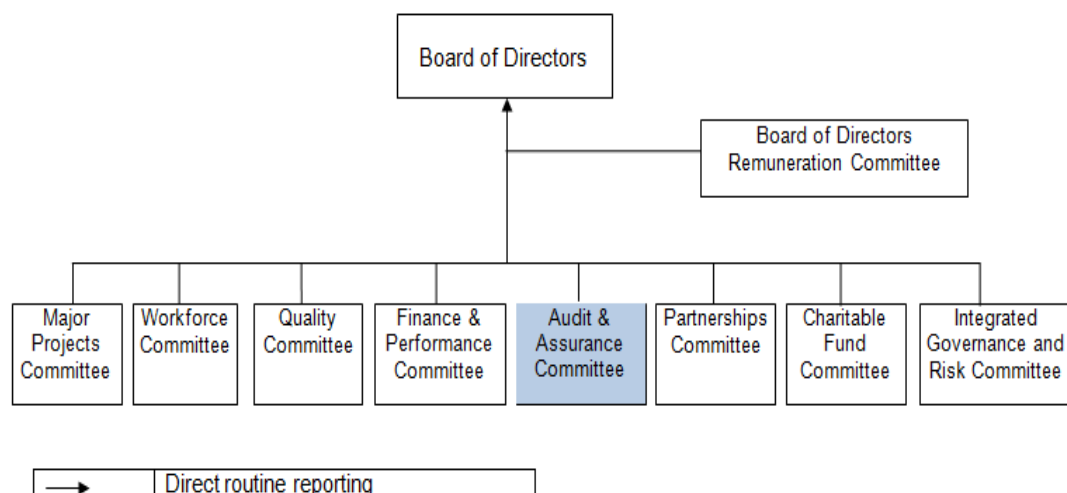 Board of Directors
Board of Directors
Remuneration Committee
Major
Projects
Committee
Workforce
Committee
Quality
Committee
Finance &
Performance
Committee
Audit &
Assurance
Committee
Partnerships
Committee
Charitable
Fund
Committee
Integrated
Governance and
Risk Committee
Direct routine reporting